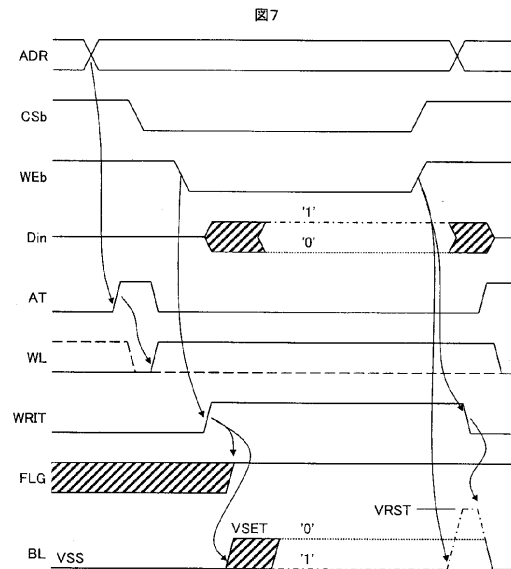 図7
ADR
CSb
WEb
'1'
Din
'0'
AT
WL
WRIT
FLG
VRST
VSET
'0'
BL
VSS
'1'